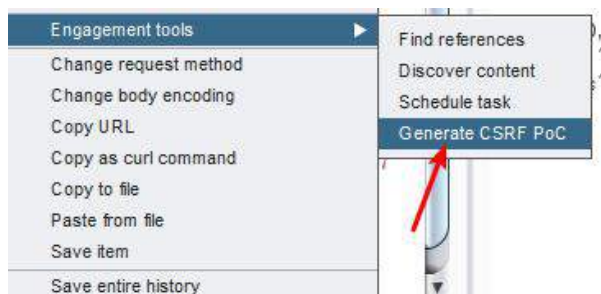 Engagement tools
Change request method
Change body encoding
Copy URL
Copy as curl command
Copy to file
Paste from file
Save item
Save entire history
Find references
Discover content
Schedule task
Generate CSRF PoC